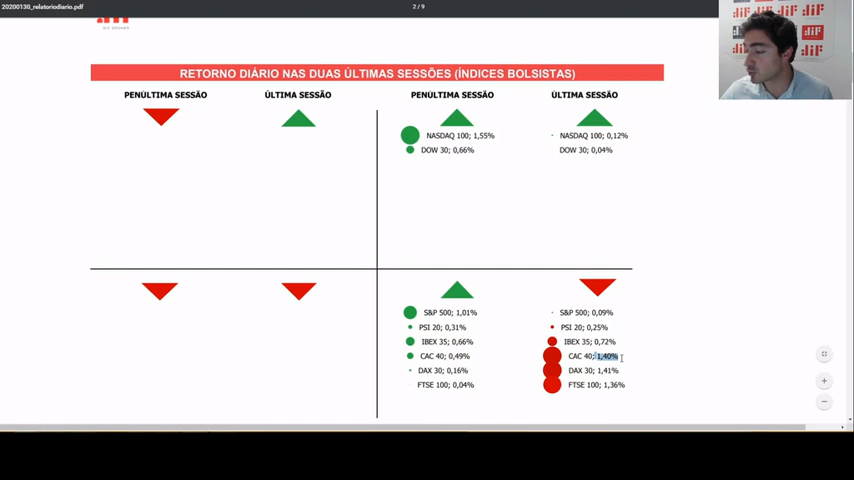 20200130_relatoriodiario.pdf
2 / 9
RETORNO DIÁRIO NAS DUAS ÚLTIMAS SESSÕES (ÍNDICES BOLSISTAS)
PENÚLTIMA SESSÃO ÚLTIMA SESSÃO PENÚLTIMA SESSÃO ÚLTIMA SESSÃO
NASDAQ 100; 1,55% NASDAQ 100; 0,12%
DOW 30; 0,66% DOW 30; 0,04%
S&P 500; 1,01% S&P 500; 0,09%
PSI 20; 0,31% PSI 20; 0,25%
IBEX 35; 0,66% IBEX 35; 0,72%
CAC 40; 0,49% CAC 40; 1,40%
DAX 30; 0,16% DAX 30; 1,41%
FTSE 100; 0,04% FTSE 100; 1,36%